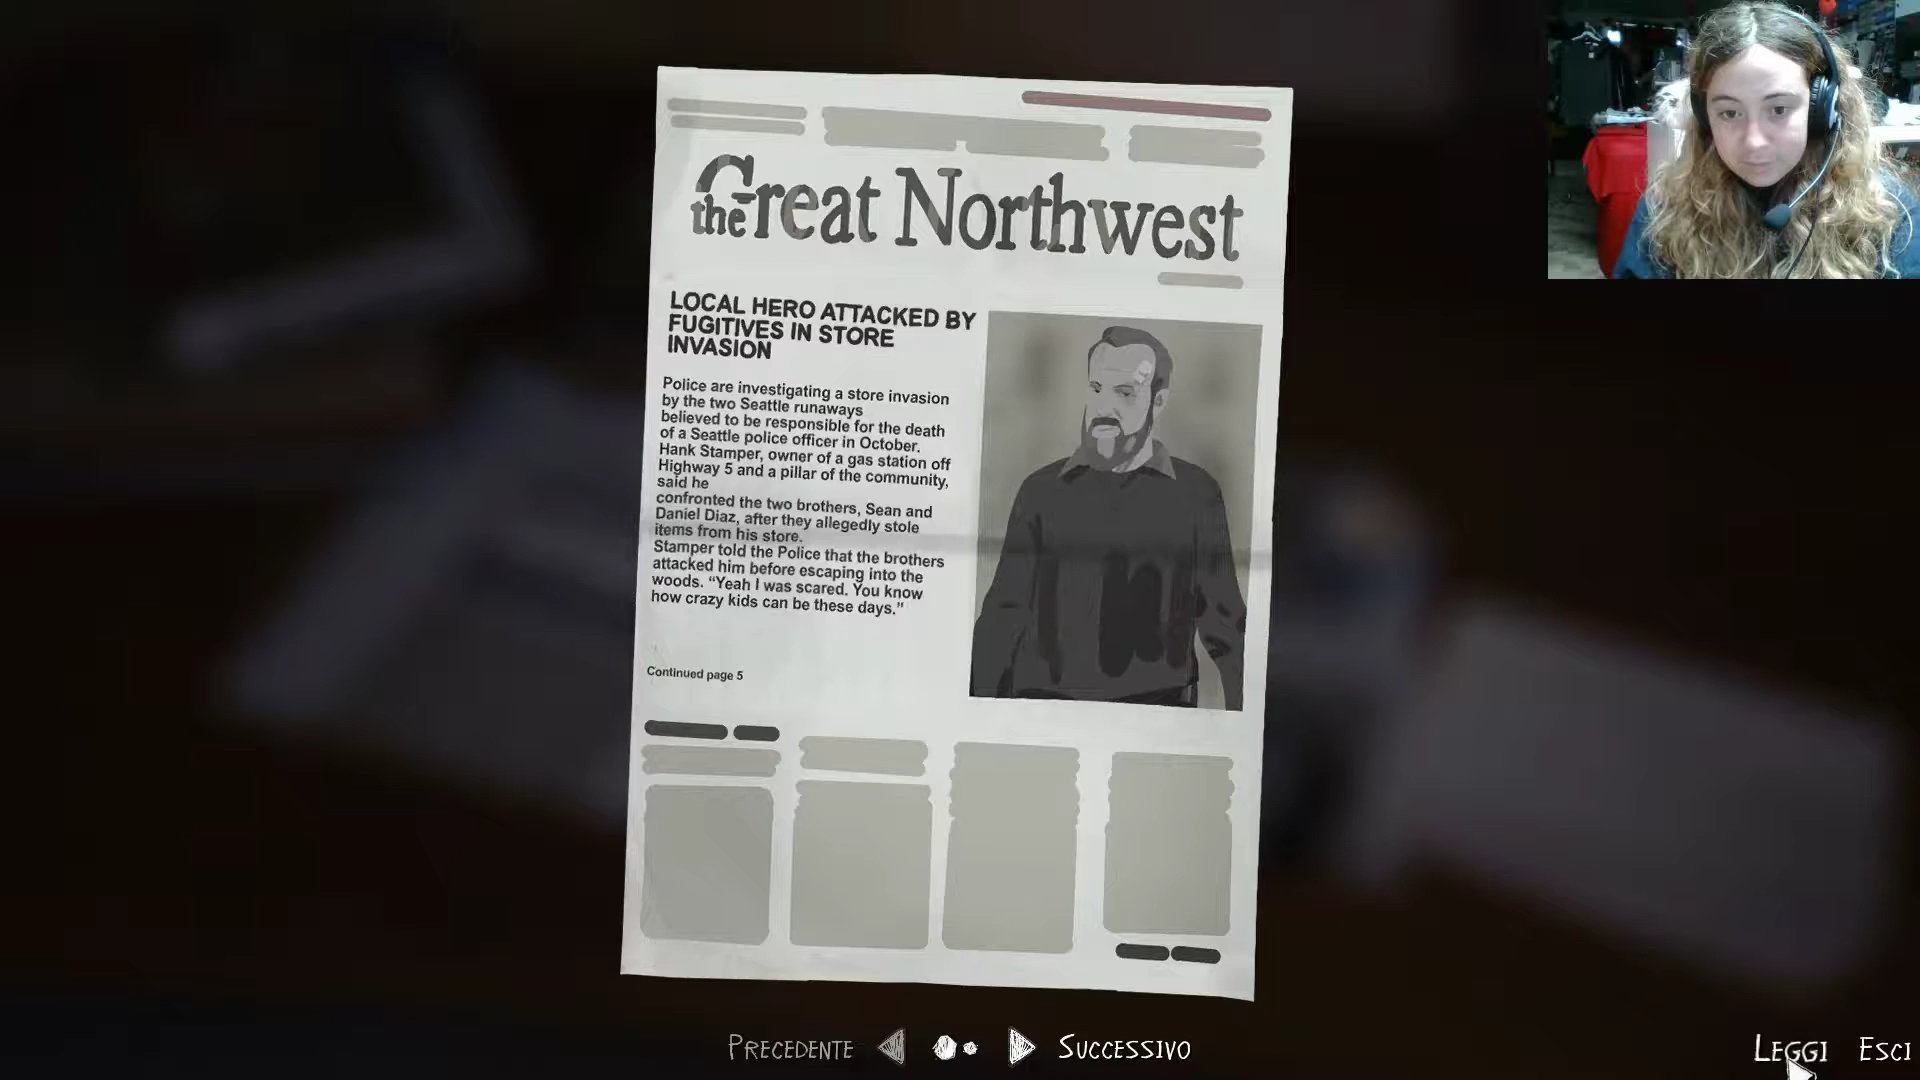 the Great Northwest
LOCAL HERO ATTACKED BY
FUGITIVES IN STORE
INVASION
Police are investigating a store invasion
by the two Seattle runaways
believed to be responsible for the death
of a Seattle police officer in October.
Hank Stamper, owner of a gas station off
Highway 5 and a pillar of the community,
said he
confronted the two brothers, Sean and
Daniel Diaz, after they allegedly stole
items from his store.
Stamper told the Police that the brothers
attacked him before escaping into the
woods. “Yeah I was scared. You know
how crazy kids can be these days.”
Continued page 5
PRECEDENTE
SUCCESSIVO
LEGGI
ESCI